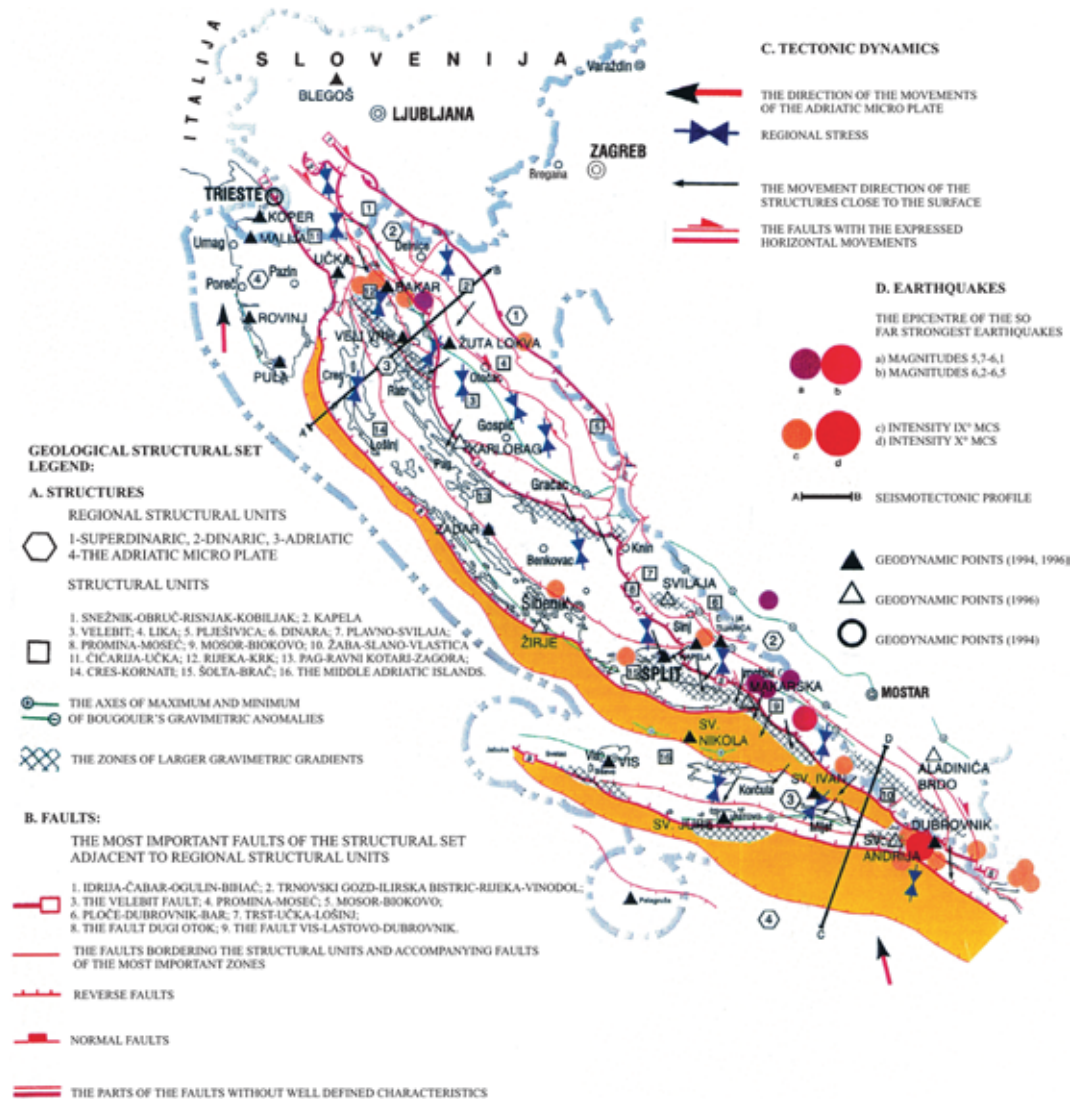 ITALIJA
SLOVENIJA
BLEGOŠ
LJUBLJANA
Varaždin
ZAGREB
Bregana
TRIESTE
KOPER
MALIJA
Umag
UČKA
Delnice
Poreč
Pazin
BAKAR
ROVINJ
VELI VRH
ŽUTA LOKVA
PULA
Cres
Rab
Otočac
Gospić
Lošinj
KARLOBAG
Pag
Gračac
ZADAR
Benkovac
Knin
SVILAJA
Šibenik
Sinj
ŽIRJE
SPLIT
Imotski
MAKARSKA
MOSTAR
SV. NIKOLA
Jabuka
Svetac
Vis
VIS
Korčula
SV. IVAN
ALADINIĆA BRDO
SV. JURE
Mljet
DUBROVNIK
SV. ANDRIJA
Palagruža
A
B
C
D
C. TECTONIC DYNAMICS
THE DIRECTION OF THE MOVEMENTS
OF THE ADRIATIC MICRO PLATE
REGIONAL STRESS
THE MOVEMENT DIRECTION OF THE
STRUCTURES CLOSE TO THE SURFACE
THE FAULTS WITH THE EXPRESSED
HORIZONTAL MOVEMENTS
D. EARTHQUAKES
THE EPICENTRE OF THE SO
FAR STRONGEST EARTHQUAKES
a) MAGNITUDES 5,7-6,1
b) MAGNITUDES 6,2-6,5
a b
c) INTENSITY IX° MCS
d) INTENSITY X° MCS
c d
A B SEISMOTECTONIC PROFILE
GEODYNAMIC POINTS (1994, 1996)
GEODYNAMIC POINTS (1996)
GEODYNAMIC POINTS (1994)
GEOLOGICAL STRUCTURAL SET
LEGEND:
A. STRUCTURES
REGIONAL STRUCTURAL UNITS
1-SUPERDINARIC, 2-DINARIC, 3-ADRIATIC
4-THE ADRIATIC MICRO PLATE
STRUCTURAL UNITS
1. SNEŽNIK-OBRUČ-RISNJAK-KOBILJAK; 2. KAPELA
3. VELEBIT; 4. LIKA; 5. PLJEŠIVICA; 6. DINARA; 7. PLAVNO-SVILAJA;
8. PROMINA-MOSEĆ; 9. MOSOR-BIOKOVO; 10. ŽABA-SLANO-VLASTICA
11. ĆIĆARIJA-UČKA; 12. RIJEKA-KRK; 13. PAG-RAVNI KOTARI-ZAGORA;
14. CRES-KORNATI; 15. ŠOLTA-BRAČ; 16. THE MIDDLE ADRIATIC ISLANDS.
THE AXES OF MAXIMUM AND MINIMUM
OF BOUGOUER'S GRAVIMETRIC ANOMALIES
THE ZONES OF LARGER GRAVIMETRIC GRADIENTS
B. FAULTS:
THE MOST IMPORTANT FAULTS OF THE STRUCTURAL SET
ADJACENT TO REGIONAL STRUCTURAL UNITS
1. IDRIJA-ČABAR-OGULIN-BIHAĆ; 2. TRNOVSKI GOZD-ILIRSKA BISTRIC-RIJEKA-VINODOL;
3. THE VELEBIT FAULT; 4. PROMINA-MOSEĆ; 5. MOSOR-BIOKOVO;
6. PLOČE-DUBROVNIK-BAR; 7. TRST-UČKA-LOŠINJ;
8. THE FAULT DUGI OTOK; 9. THE FAULT VIS-LASTOVO-DUBROVNIK.
THE FAULTS BORDERING THE STRUCTURAL UNITS AND ACCOMPANYING FAULTS
OF THE MOST IMPORTANT ZONES
REVERSE FAULTS
NORMAL FAULTS
THE PARTS OF THE FAULTS WITHOUT WELL DEFINED CHARACTERISTICS